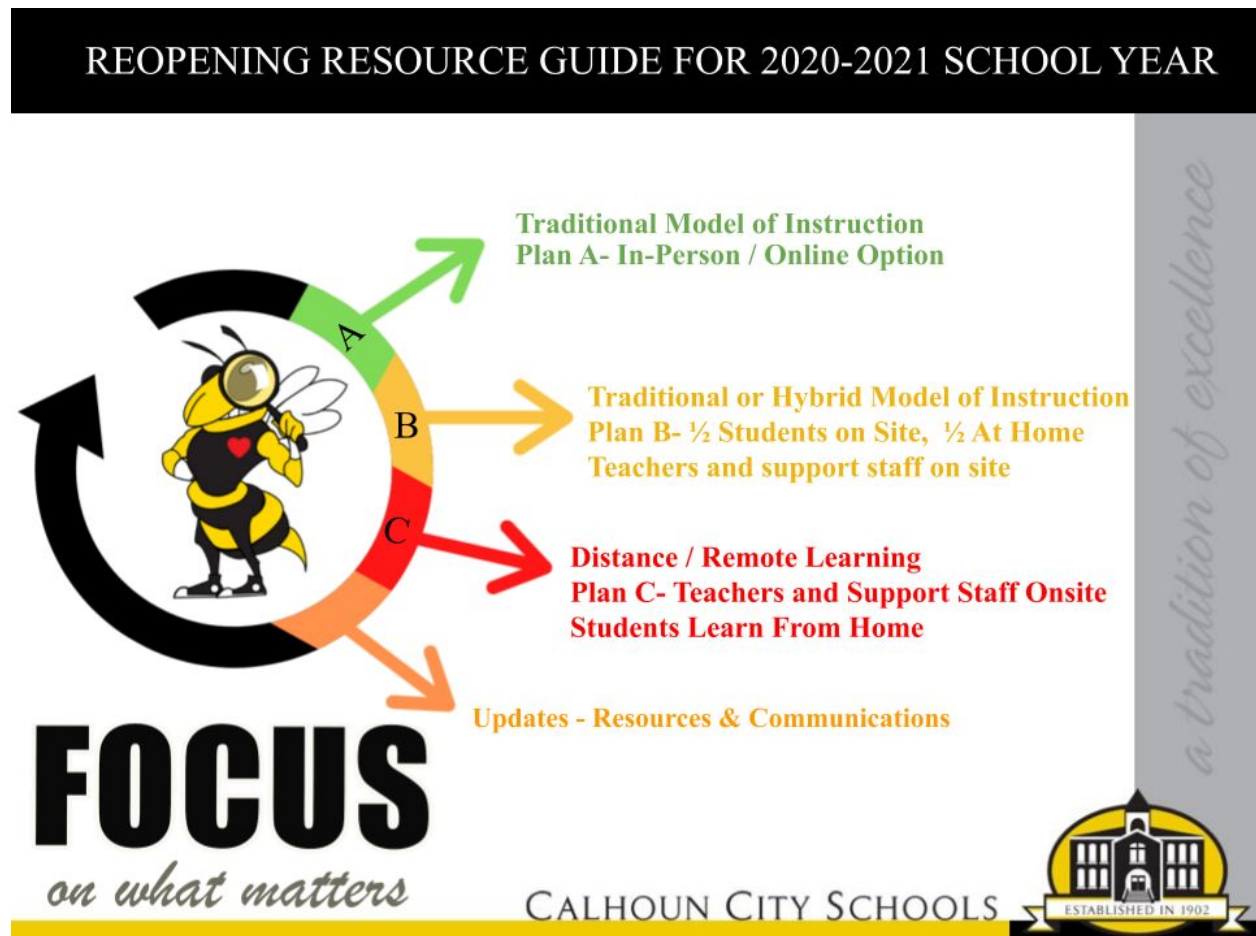 REOPENING RESOURCE GUIDE FOR 2020-2021 SCHOOL YEAR
Traditional Model of Instruction
Plan A- In-Person / Online Option
A
Traditional or Hybrid Model of Instruction
Plan B- ½ Students on Site, ½ At Home
Teachers and support staff on site
B
Distance / Remote Learning
Plan C- Teachers and Support Staff Onsite
Students Learn From Home
C
Updates - Resources & Communications
FOCUS
on what matters
CALHOUN CITY SCHOOLS
ESTABLISHED IN 1902
a tradition of excellence